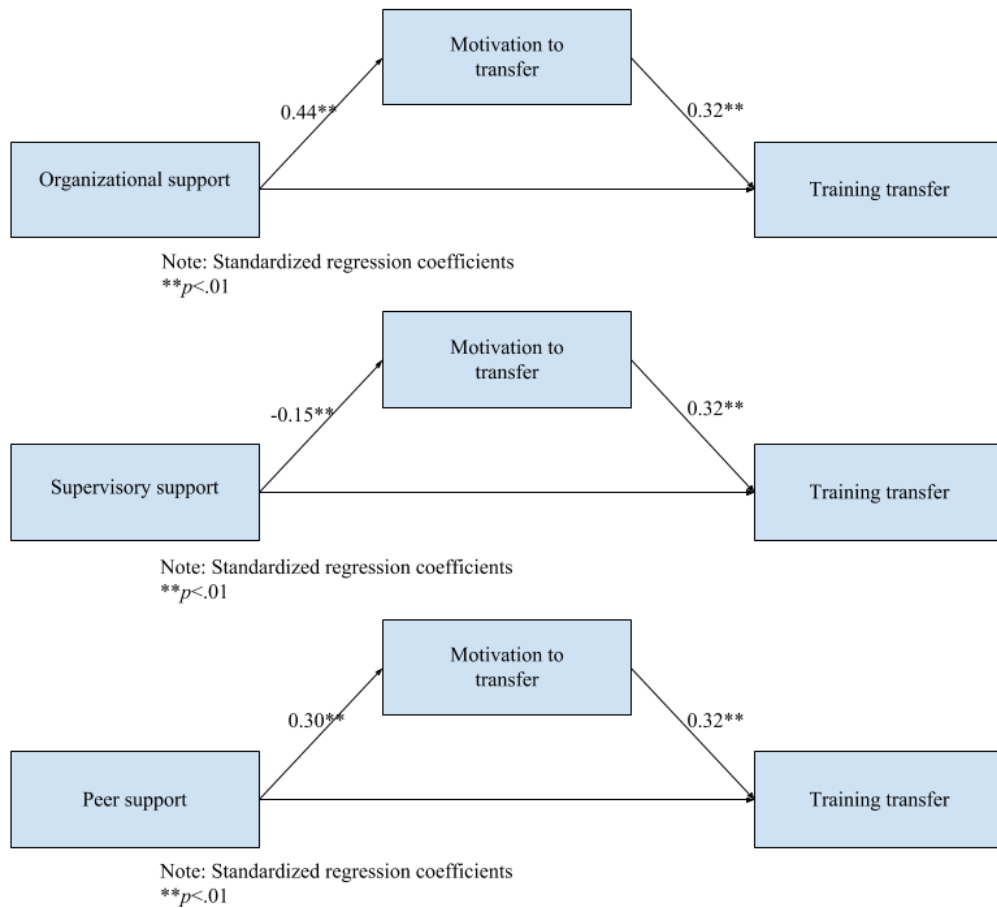 Motivation to
transfer
0.44**
0.32**
Organizational support
Training transfer
Note: Standardized regression coefficients
**p<.01
Motivation to
transfer
-0.15**
0.32**
Supervisory support
Training transfer
Note: Standardized regression coefficients
**p<.01
Motivation to
transfer
0.30**
0.32**
Peer support
Training transfer
Note: Standardized regression coefficients
**p<.01